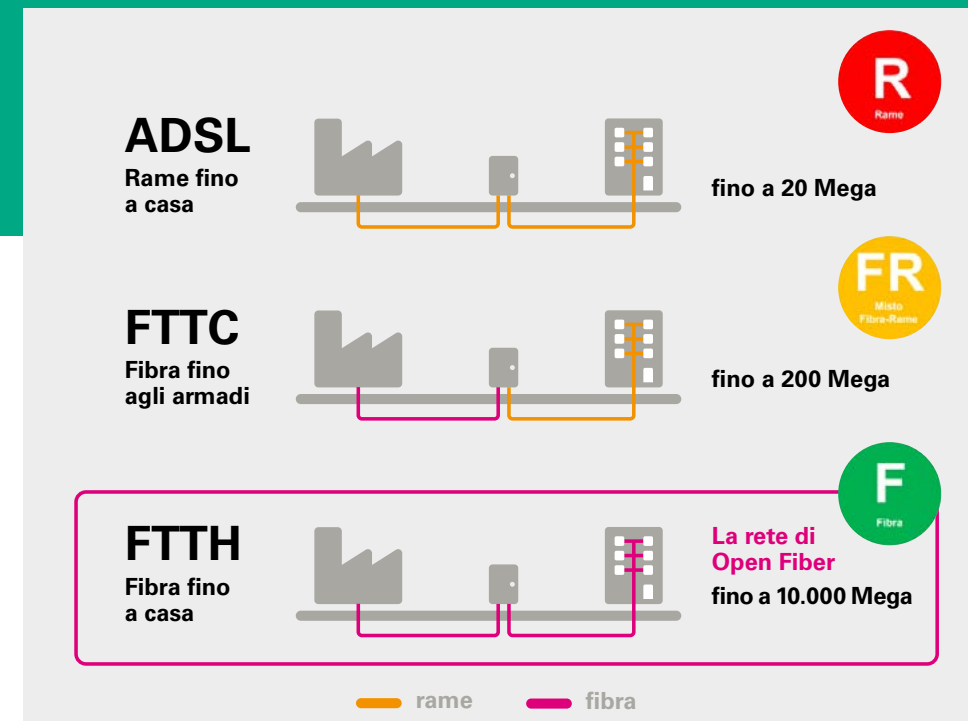 R
Rame
ADSL
Rame fino
a casa
fino a 20 Mega
FR
Misto
Fibra-Rame
FTTC
Fibra fino
agli armadi
fino a 200 Mega
F
Fibra
FTTH
Fibra fino
a casa
La rete di
Open Fiber
fino a 10.000 Mega
rame
fibra